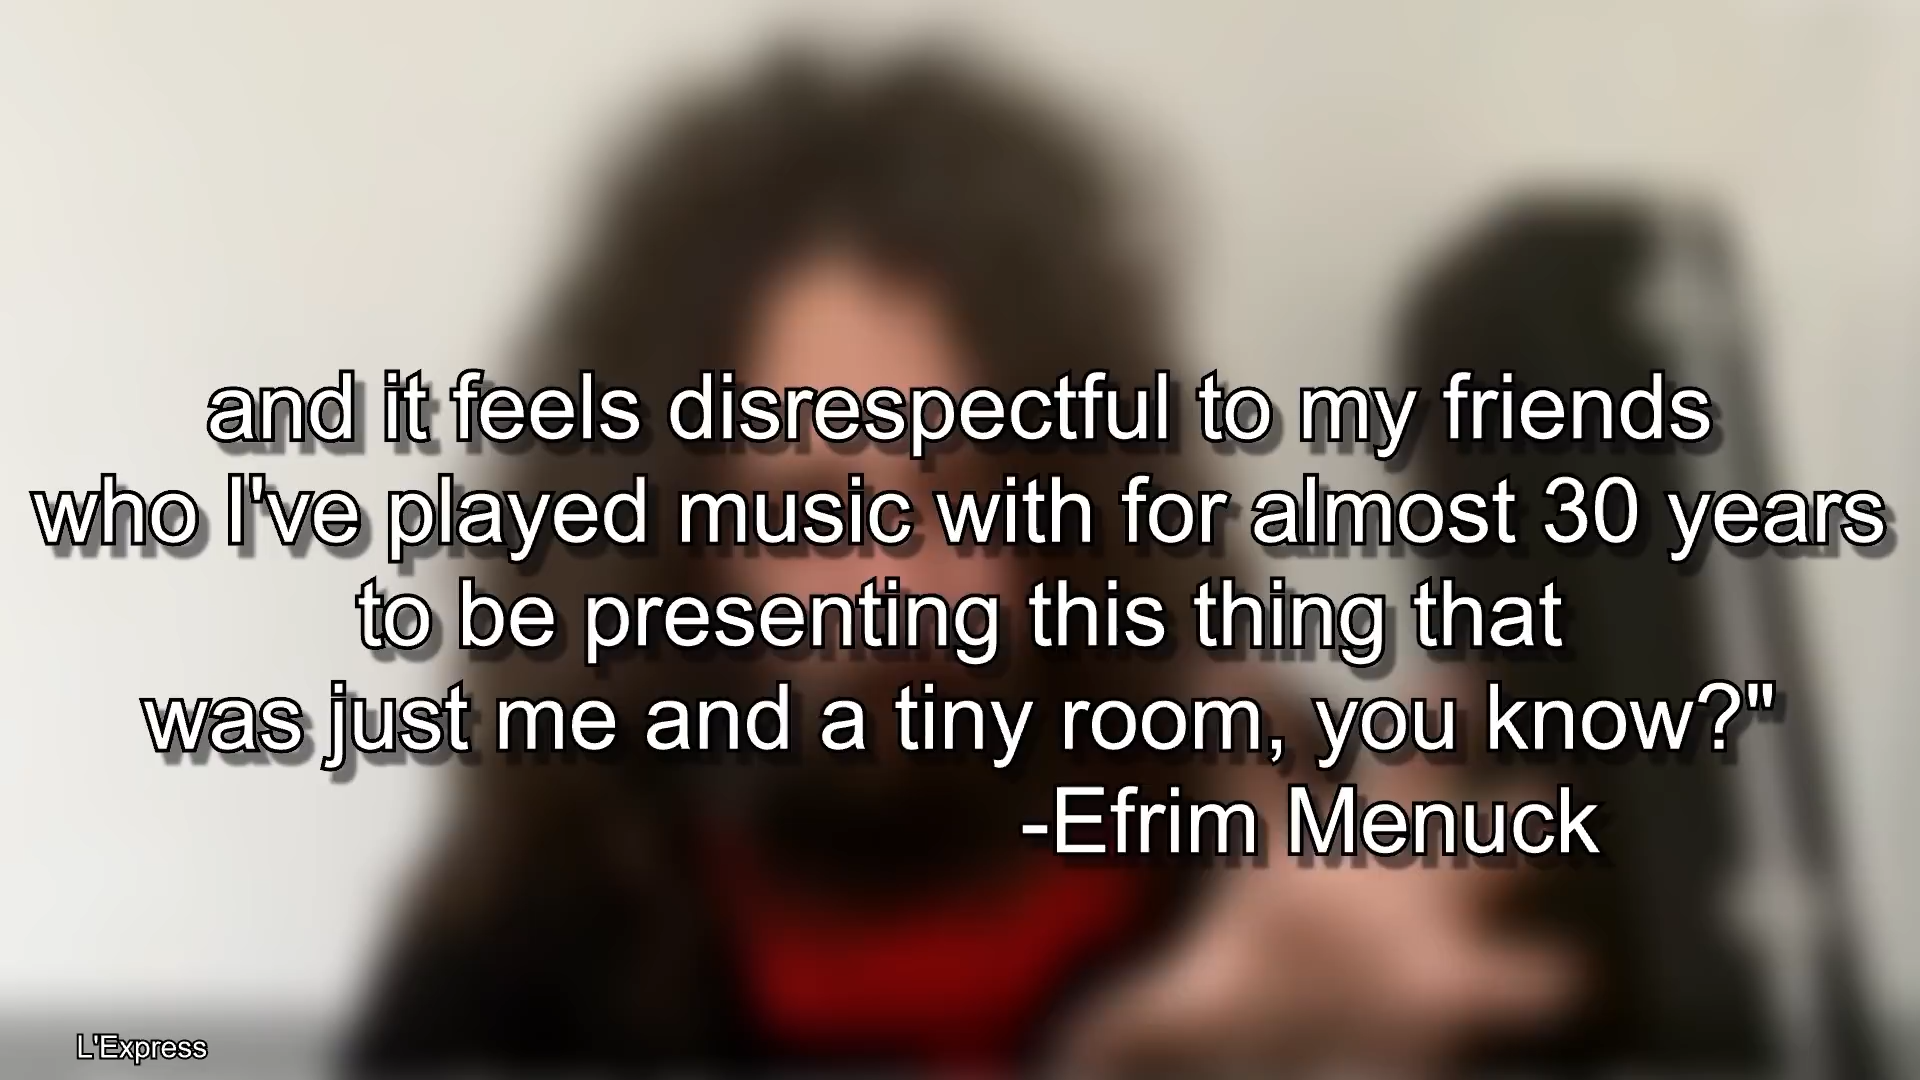 and it feels disrespectful to my friends
who I've played music with for almost 30 years
to be presenting this thing that
was just me and a tiny room, you know?"
-Efrim Menuck
L'Express